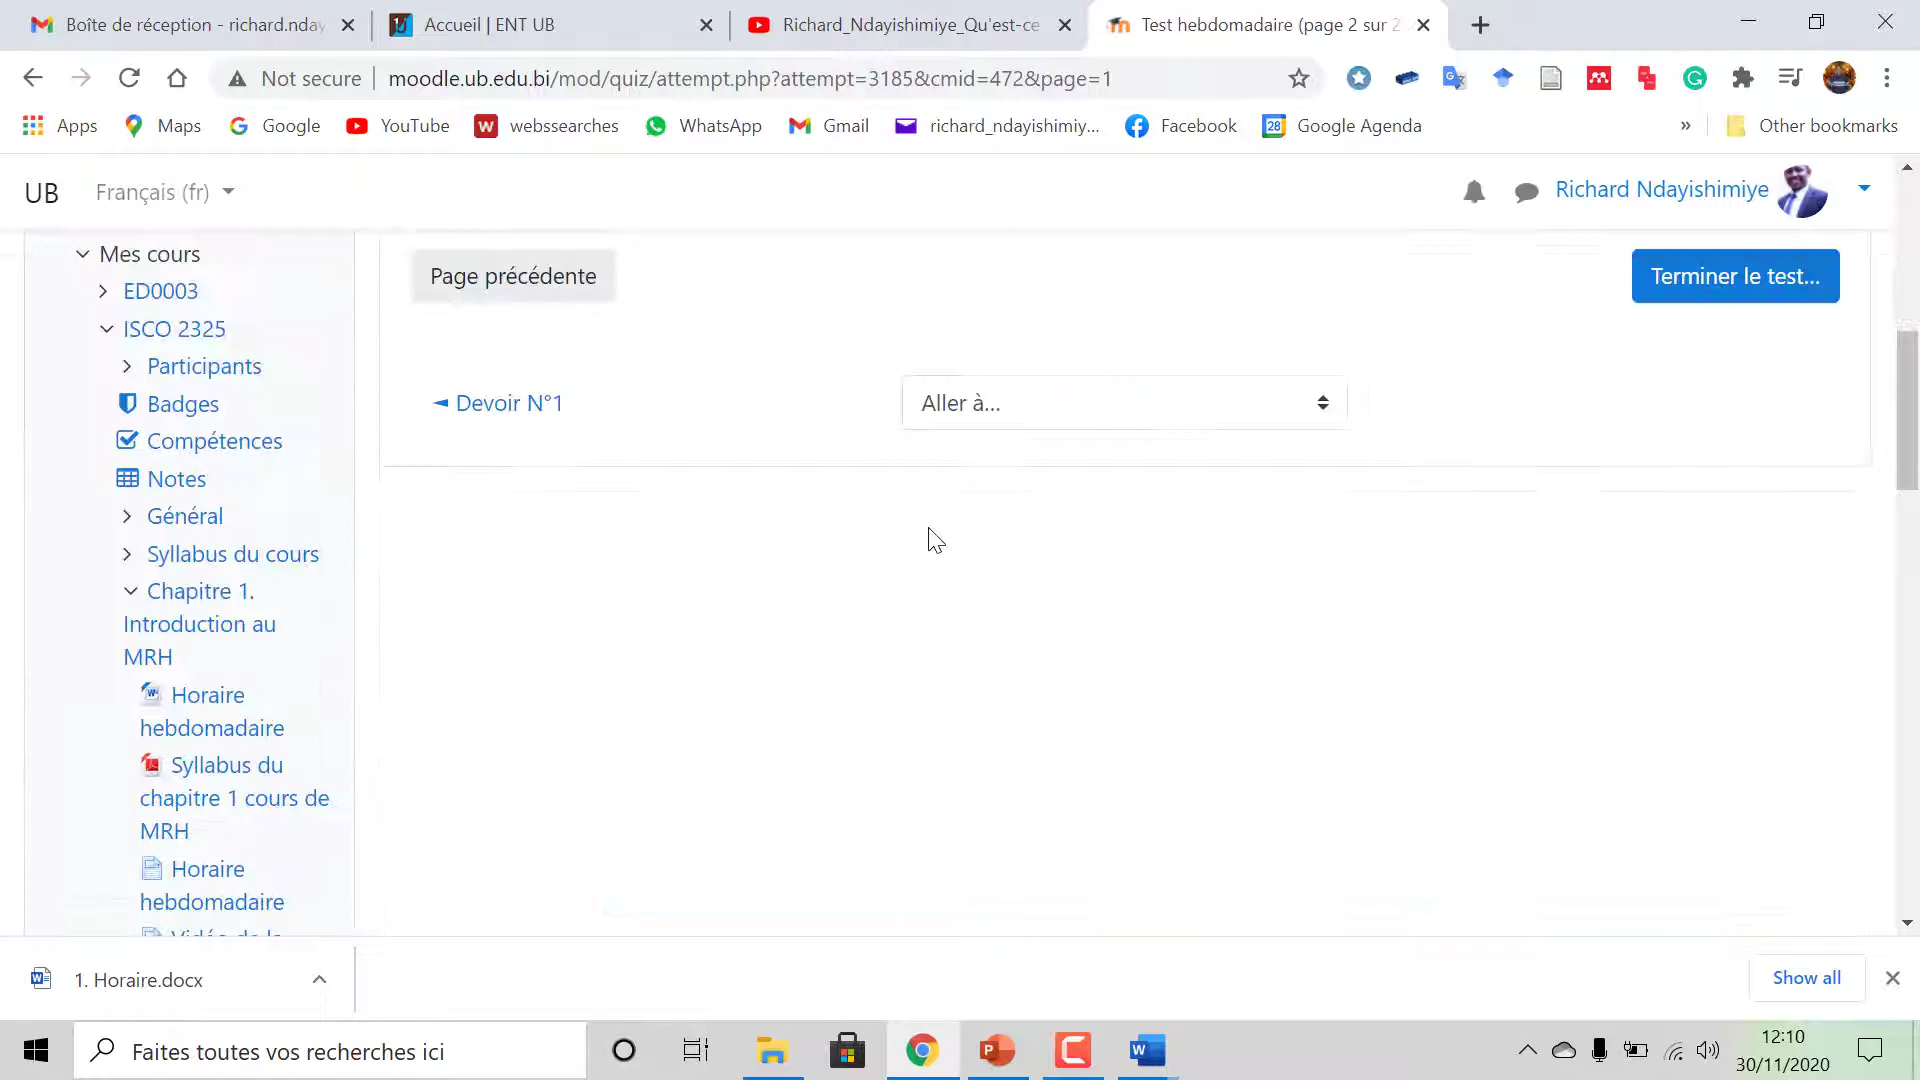 Boîte de réception - richard.nday
Accueil | ENT UB
Richard_Ndayishimiye_Qu'est-ce
Test hebdomadaire (page 2 sur 2
Not secure
moodle.ub.edu.bi/mod/quiz/attempt.php?attempt=3185&cmid=472&page=1
Apps
Maps
Google
YouTube
webssearches
WhatsApp
Gmail
richard_ndayishimiy...
Facebook
28
Google Agenda
»
Other bookmarks
UB
Français (fr)
Richard Ndayishimiye
Mes cours
ED0003
ISCO 2325
Participants
Badges
Compétences
Notes
Général
Syllabus du cours
Chapitre 1.
Introduction au
MRH
Horaire
hebdomadaire
Syllabus du
chapitre 1 cours de
MRH
Horaire
hebdomadaire
Page précédente
Terminer le test...
◄ Devoir N°1
Aller à...
1. Horaire.docx
Show all
Faites toutes vos recherches ici
12:10
30/11/2020